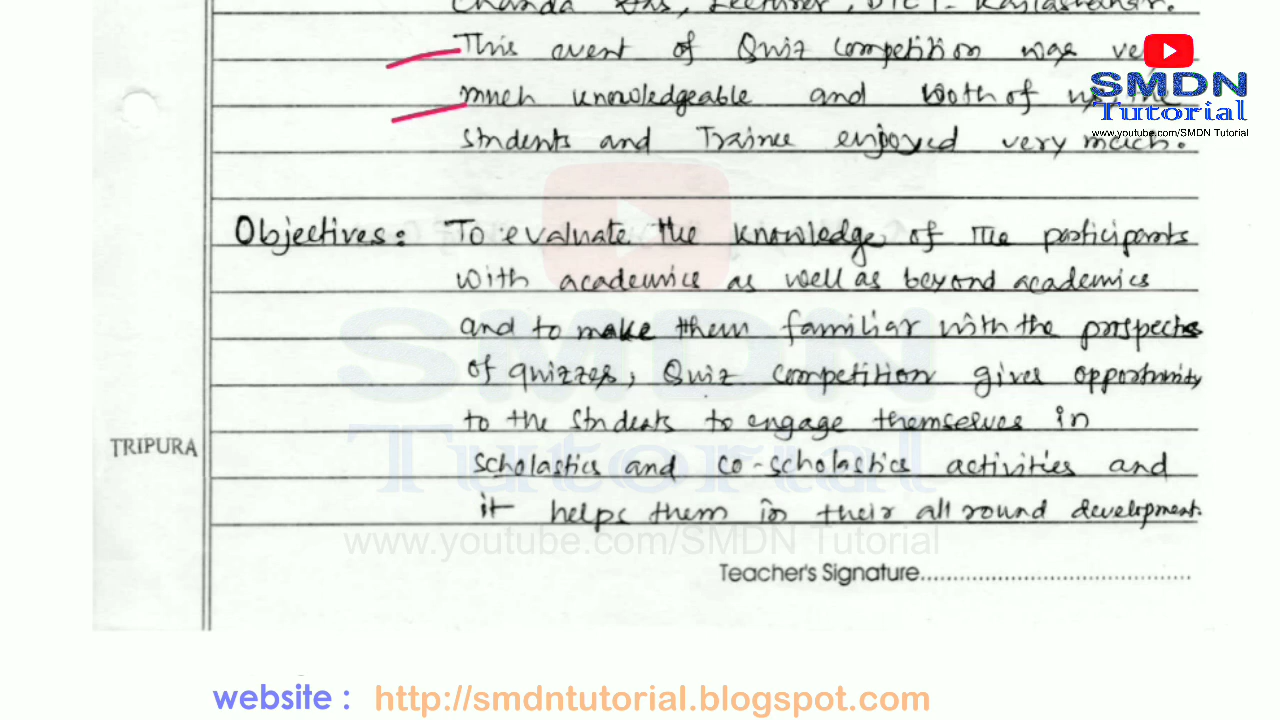 This event of Quiz competition was very
much knowledgeable and both of us, the
students and Trainee enjoyed very much.
Objectives: To evaluate the knowledge of the participants
with academics as well as beyond academics
and to make them familiar with the prospects
of quizzes, Quiz competition gives opportunity
to the students to engage themselves in
scholastics and co-scholastics activities and
it helps them in their all round development.
TRIPURA
Teacher's Signature
SMDN
Tutorial
www.youtube.com/SMDN Tutorial
SMDN
Tutorial
www.youtube.com/SMDN Tutorial
website : http://smdntutorial.blogspot.com